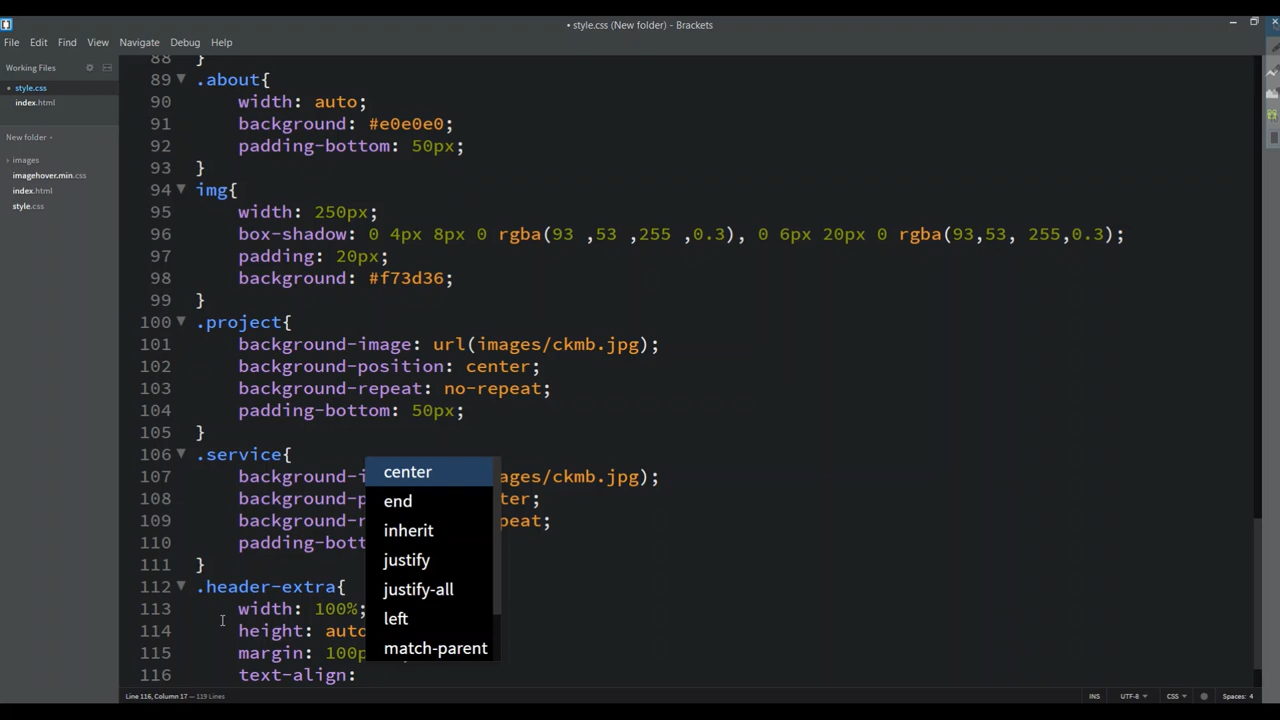 • style.css (New folder) - Brackets
File Edit Find View Navigate Debug Help
Working Files
• style.css
index.html
New folder
images
imagehover.min.css
index.html
style.css
88 }
89 .about{
90 width: auto;
91 background: #e0e0e0;
92 padding-bottom: 50px;
93 }
94 img{
95 width: 250px;
96 box-shadow: 0 4px 8px 0 rgba(93 ,53 ,255 ,0.3), 0 6px 20px 0 rgba(93,53, 255,0.3);
97 padding: 20px;
98 background: #f73d36;
99 }
100 .project{
101 background-image: url(images/ckmb.jpg);
102 background-position: center;
103 background-repeat: no-repeat;
104 padding-bottom: 50px;
105 }
106 .service{
107 background-i ages/ckmb.jpg);
108 background-p ter;
109 background-r epeat;
110 padding-bott
111 }
112 .header-extra{
113 width: 100%;
114 height: auto
115 margin: 100p
116 text-align:
center
end
inherit
justify
justify-all
left
match-parent
Line 116, Column 17 — 119 Lines
INS UTF-8 CSS Spaces: 4